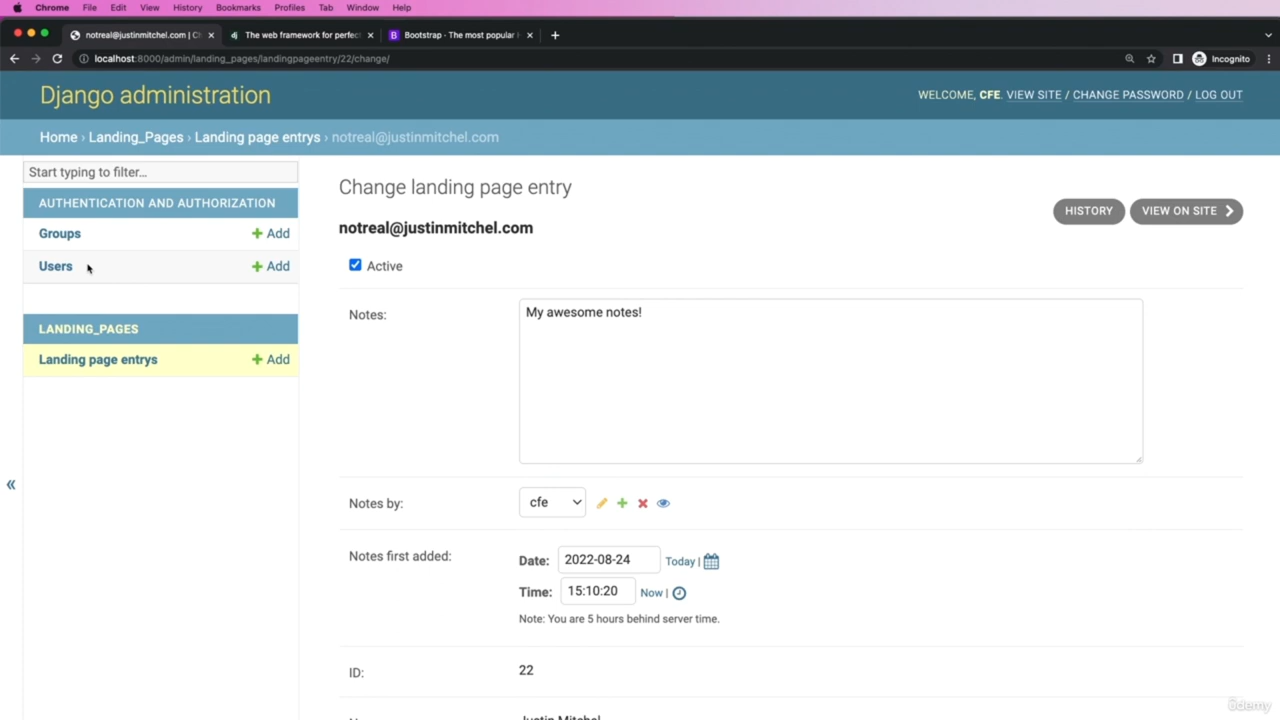 Chrome File Edit View History Bookmarks Profiles Tab Window Help
notreal@justinmitchel.com | Ch
The web framework for perfect
Bootstrap · The most popular
localhost:8000/admin/landing_pages/landingpageentry/22/change/
Incognito
Django administration
WELCOME, CFE. VIEW SITE / CHANGE PASSWORD / LOG OUT
Home › Landing_Pages › Landing page entrys › notreal@justinmitchel.com
Start typing to filter...
AUTHENTICATION AND AUTHORIZATION
Groups + Add
Users + Add
LANDING_PAGES
Landing page entrys + Add
«
Change landing page entry
HISTORY
VIEW ON SITE
notreal@justinmitchel.com
Active
Notes:
My awesome notes!
Notes by:
cfe
Notes first added:
Date: 2022-08-24 Today |
Time: 15:10:20 Now |
Note: You are 5 hours behind server time.
ID:
22
Justin Mitchel
ûdemy